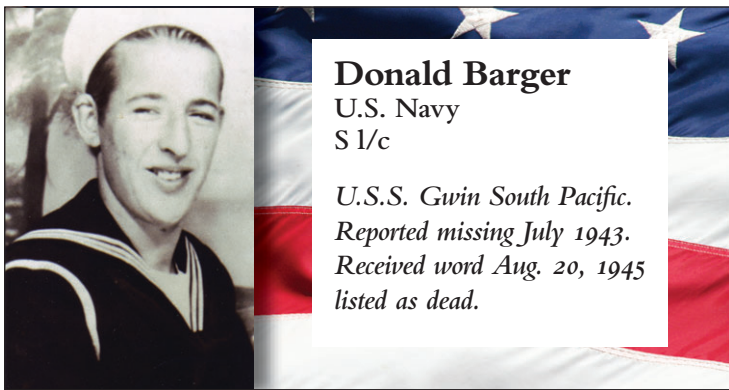 Donald Barger
U.S. Navy
S l/c
U.S.S. Gwin South Pacific.
Reported missing July 1943.
Received word Aug. 20, 1945
listed as dead.